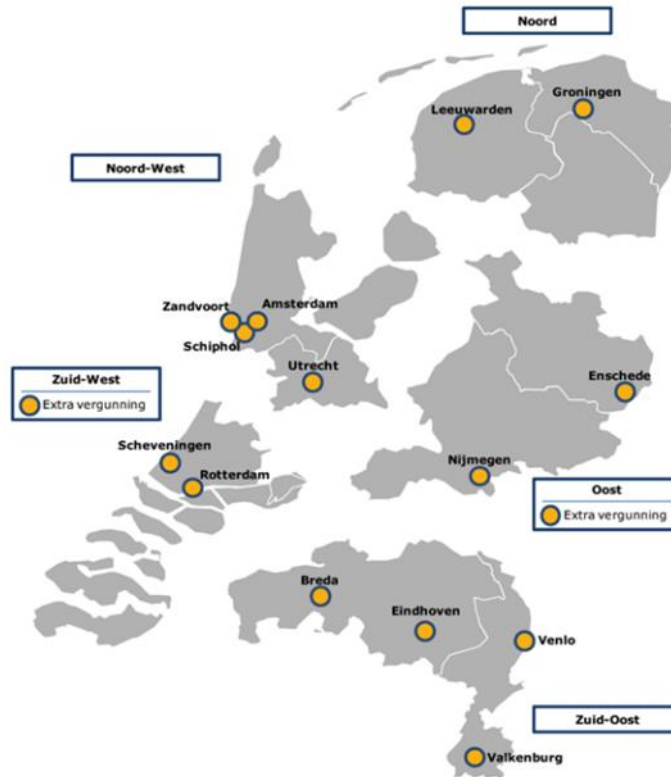 Noord
Groningen
Leeuwarden
Noord-West
Zandvoort
Amsterdam
Schiphol
Utrecht
Zuid-West
Extra vergunning
Enschede
Scheveningen
Rotterdam
Nijmegen
Oost
Extra vergunning
Breda
Eindhoven
Venlo
Zuid-Oost
Valkenburg